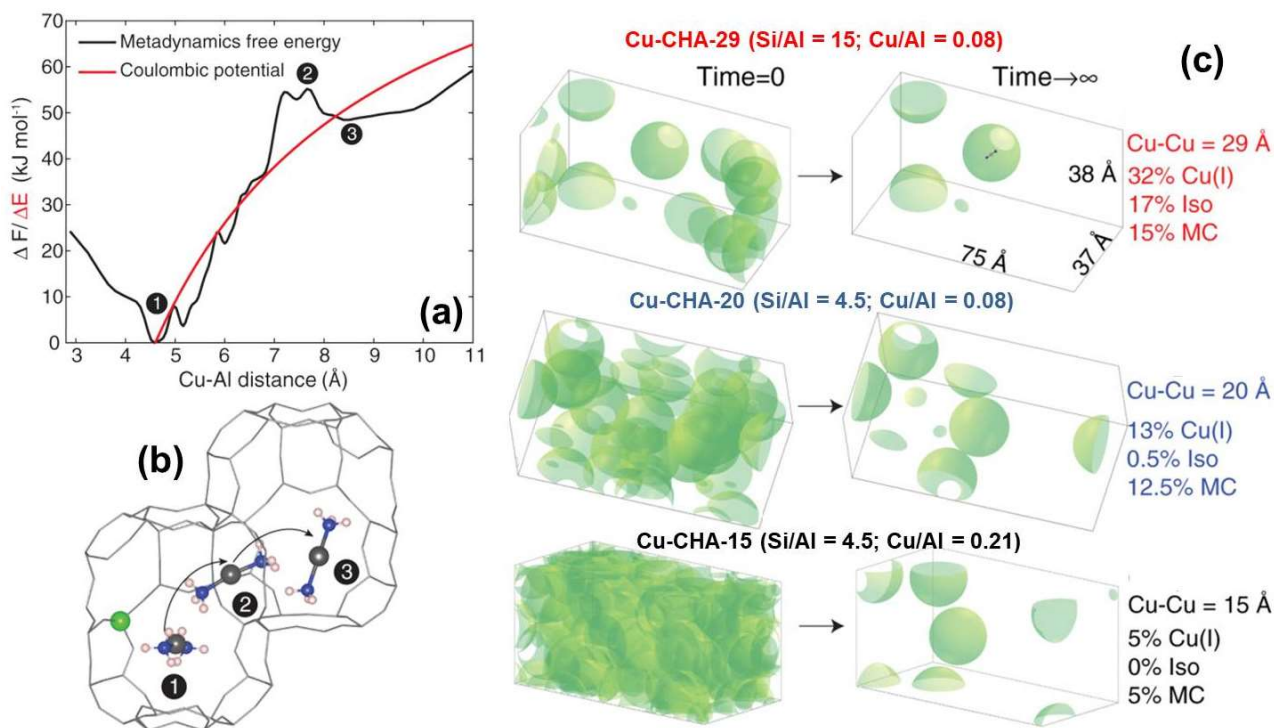 (a)
70
60
50
40
30
20
10
0
Δ F/ ΔE (kJ mol⁻¹)
Metadynamics free energy
Coulombic potential
1
2
3
3 4 5 6 7 8 9 10 11
Cu-Al distance (Å)
(b)
1
2
3
(c)
Cu-CHA-29 (Si/Al = 15; Cu/Al = 0.08)
Time=0
Time→∞
38 Å
75 Å
37 Å
Cu-Cu = 29 Å
32% Cu(I)
17% Iso
15% MC
Cu-CHA-20 (Si/Al = 4.5; Cu/Al = 0.08)
Cu-Cu = 20 Å
13% Cu(I)
0.5% Iso
12.5% MC
Cu-CHA-15 (Si/Al = 4.5; Cu/Al = 0.21)
Cu-Cu = 15 Å
5% Cu(I)
0% Iso
5% MC